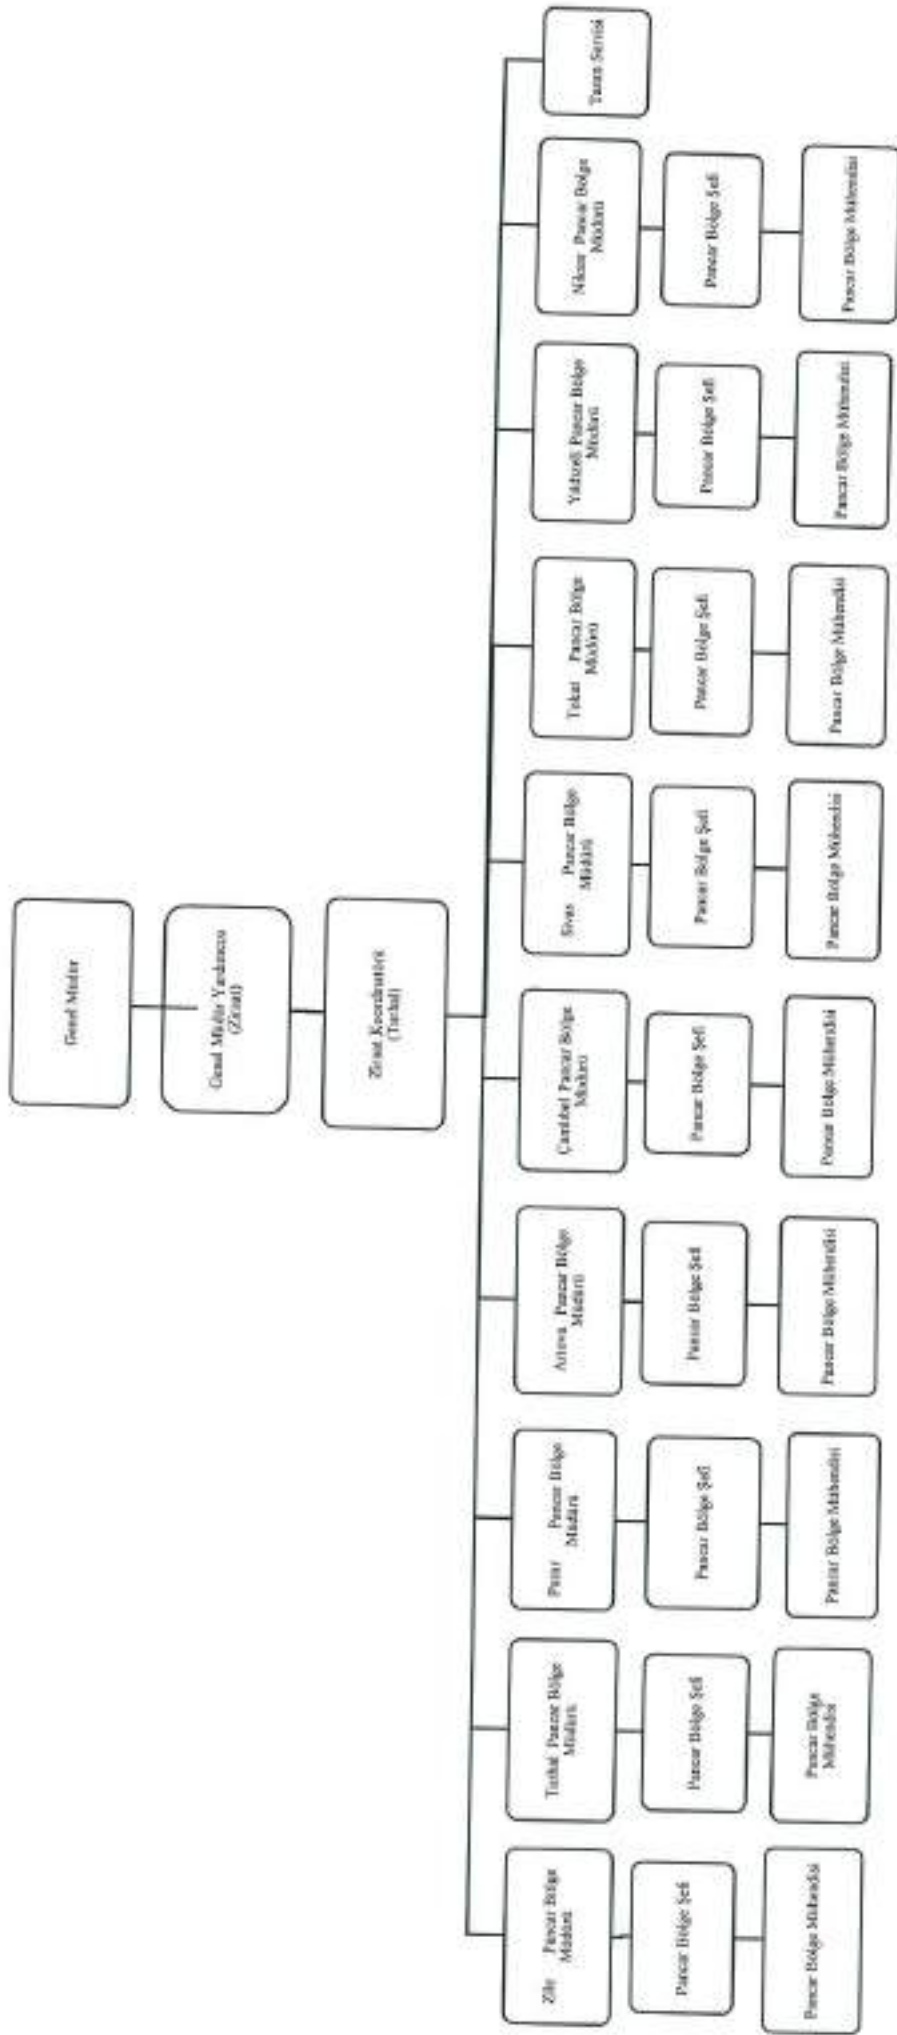 Genel Müdür
Genel Müdür Yardımcısı
(Ziraat)
Ziraat Koordinatörü
(Turhal)
Zile Pancar Bölge
Müdürü
Turhal Pancar Bölge
Müdürü
Pazar Pancar Bölge
Müdürü
Artova Pancar Bölge
Müdürü
Çamlıbel Pancar Bölge
Müdürü
Sivas Pancar Bölge
Müdürü
Tokat Pancar Bölge
Müdürü
Yıldızeli Pancar Bölge
Müdürü
Niksar Pancar Bölge
Müdürü
Tarım Servisi
Pancar Bölge Şefi
Pancar Bölge Şefi
Pancar Bölge Şefi
Pancar Bölge Şefi
Pancar Bölge Şefi
Pancar Bölge Şefi
Pancar Bölge Şefi
Pancar Bölge Şefi
Pancar Bölge Şefi
Pancar Bölge Mühendisi
Pancar Bölge
Mühendisi
Pancar Bölge Mühendisi
Pancar Bölge Mühendisi
Pancar Bölge Mühendisi
Pancar Bölge Mühendisi
Pancar Bölge Mühendisi
Pancar Bölge Mühendisi
Pancar Bölge Mühendisi